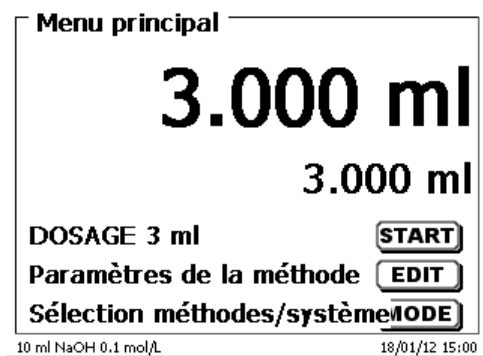 Menu principal
3.000 ml
3.000 ml
DOSAGE 3 ml START
Paramètres de la méthode EDIT
Sélection méthodes/système MODE
10 ml NaOH 0.1 mol/L 18/01/12 15:00